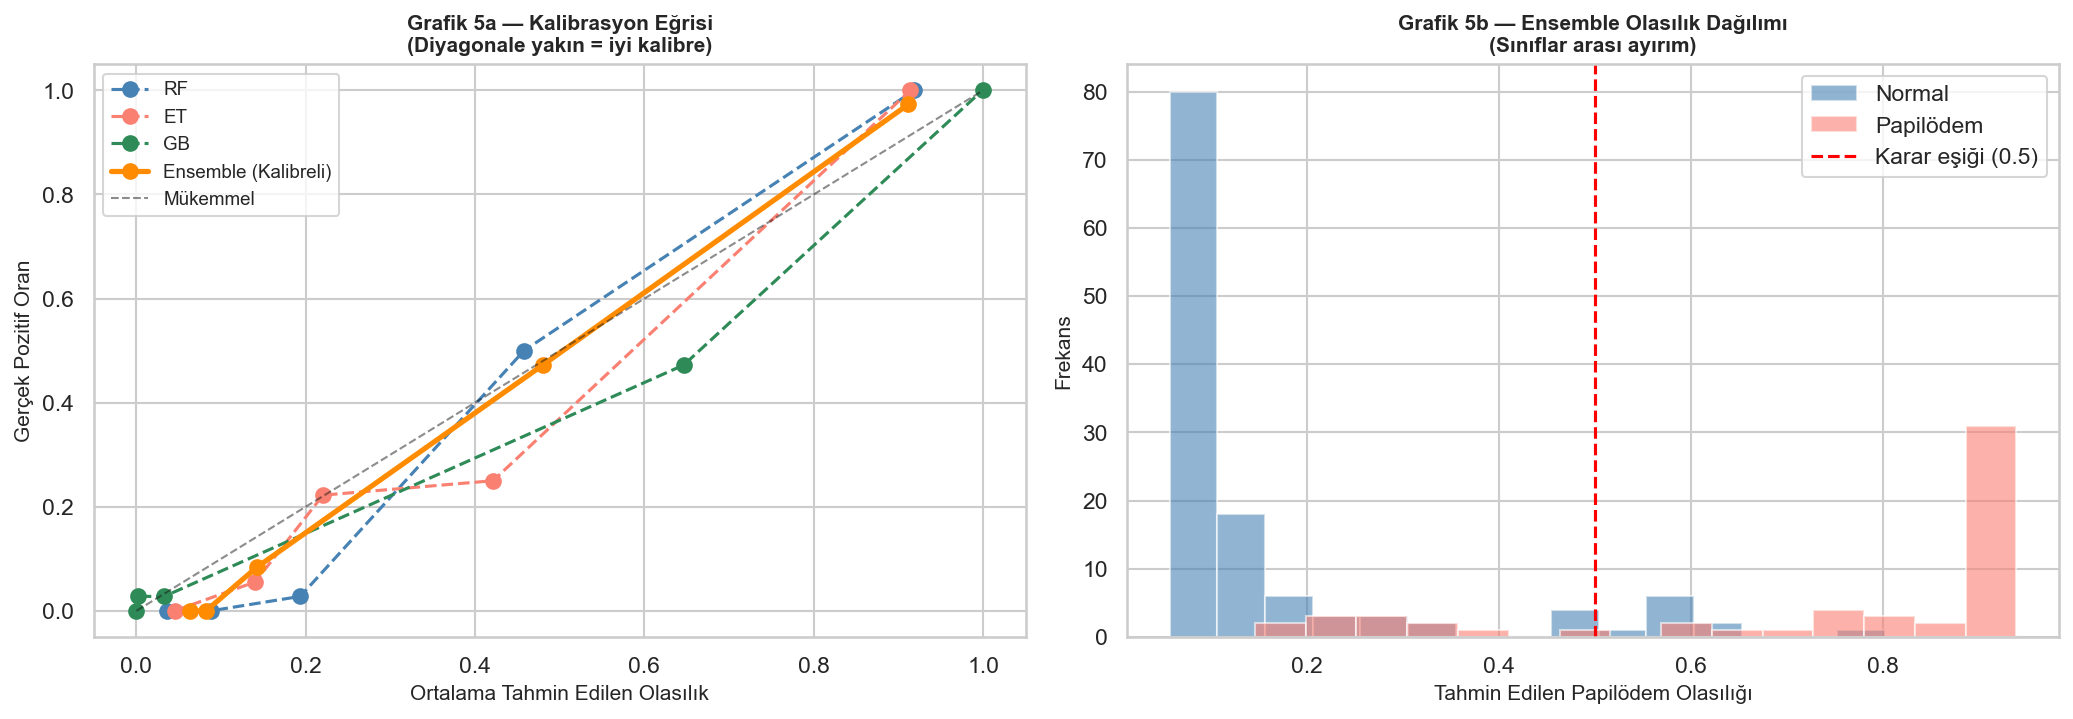 Grafik 5a — Kalibrasyon Eğrisi
(Diyagonale yakın = iyi kalibre)
RF
ET
GB
Ensemble (Kalibreli)
Mükemmel
1.0
0.8
0.6
0.4
0.2
0.0
Gerçek Pozitif Oran
0.0 0.2 0.4 0.6 0.8 1.0
Ortalama Tahmin Edilen Olasılık
Grafik 5b — Ensemble Olasılık Dağılımı
(Sınıflar arası ayırım)
Normal
Papilödem
Karar eşiği (0.5)
80
70
60
50
40
30
20
10
0
Frekans
0.2 0.4 0.6 0.8
Tahmin Edilen Papilödem Olasılığı